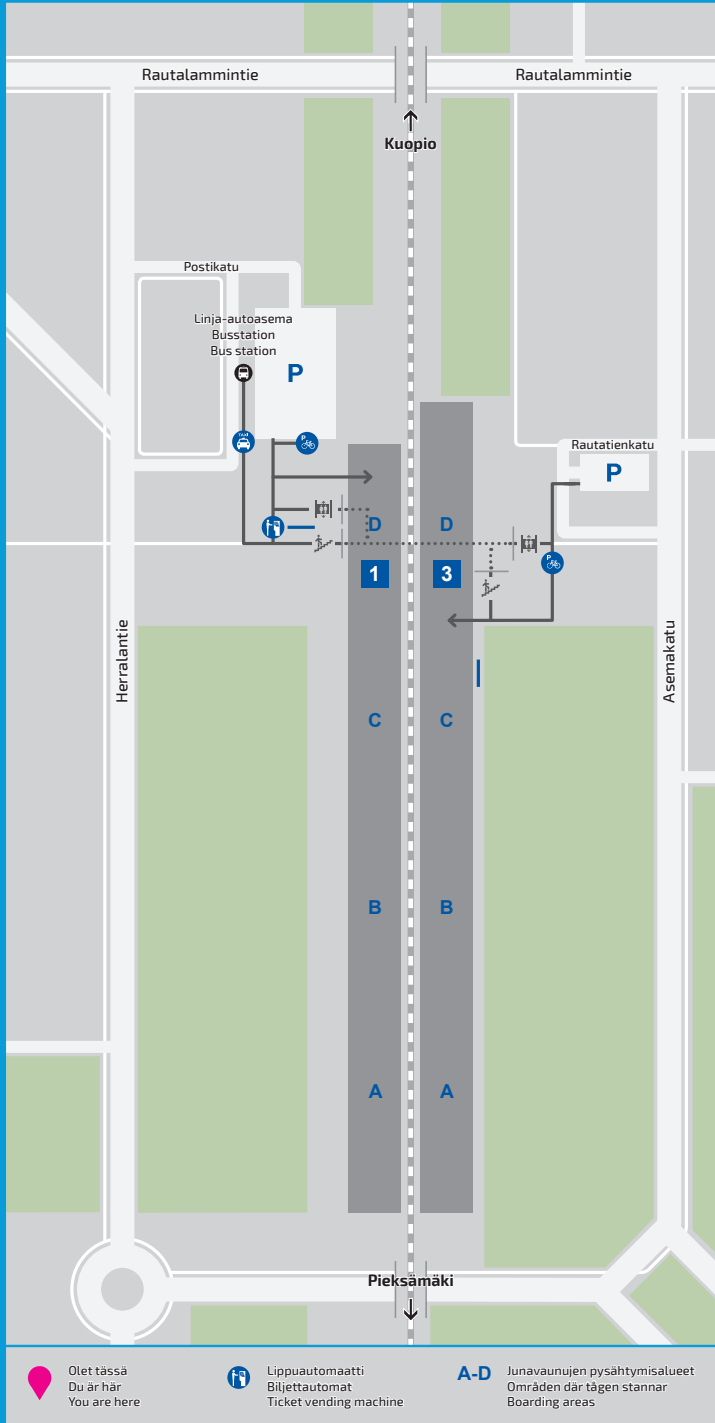 Rautalammintie
Rautalammintie
Kuopio
Postikatu
Linja-autoasema
Busstation
Bus station
P
TAXI
P
Rautatienkatu
P
D
D
P
1
3
Herralantie
Asemakatu
C
C
B
B
A
A
Pieksämäki
Olet tässä
Du är här
You are here
Lippuautomaatti
Biljettautomat
Ticket vending machine
A-D
Junavaunujen pysähtymisalueet
Områden där tågen stannar
Boarding areas